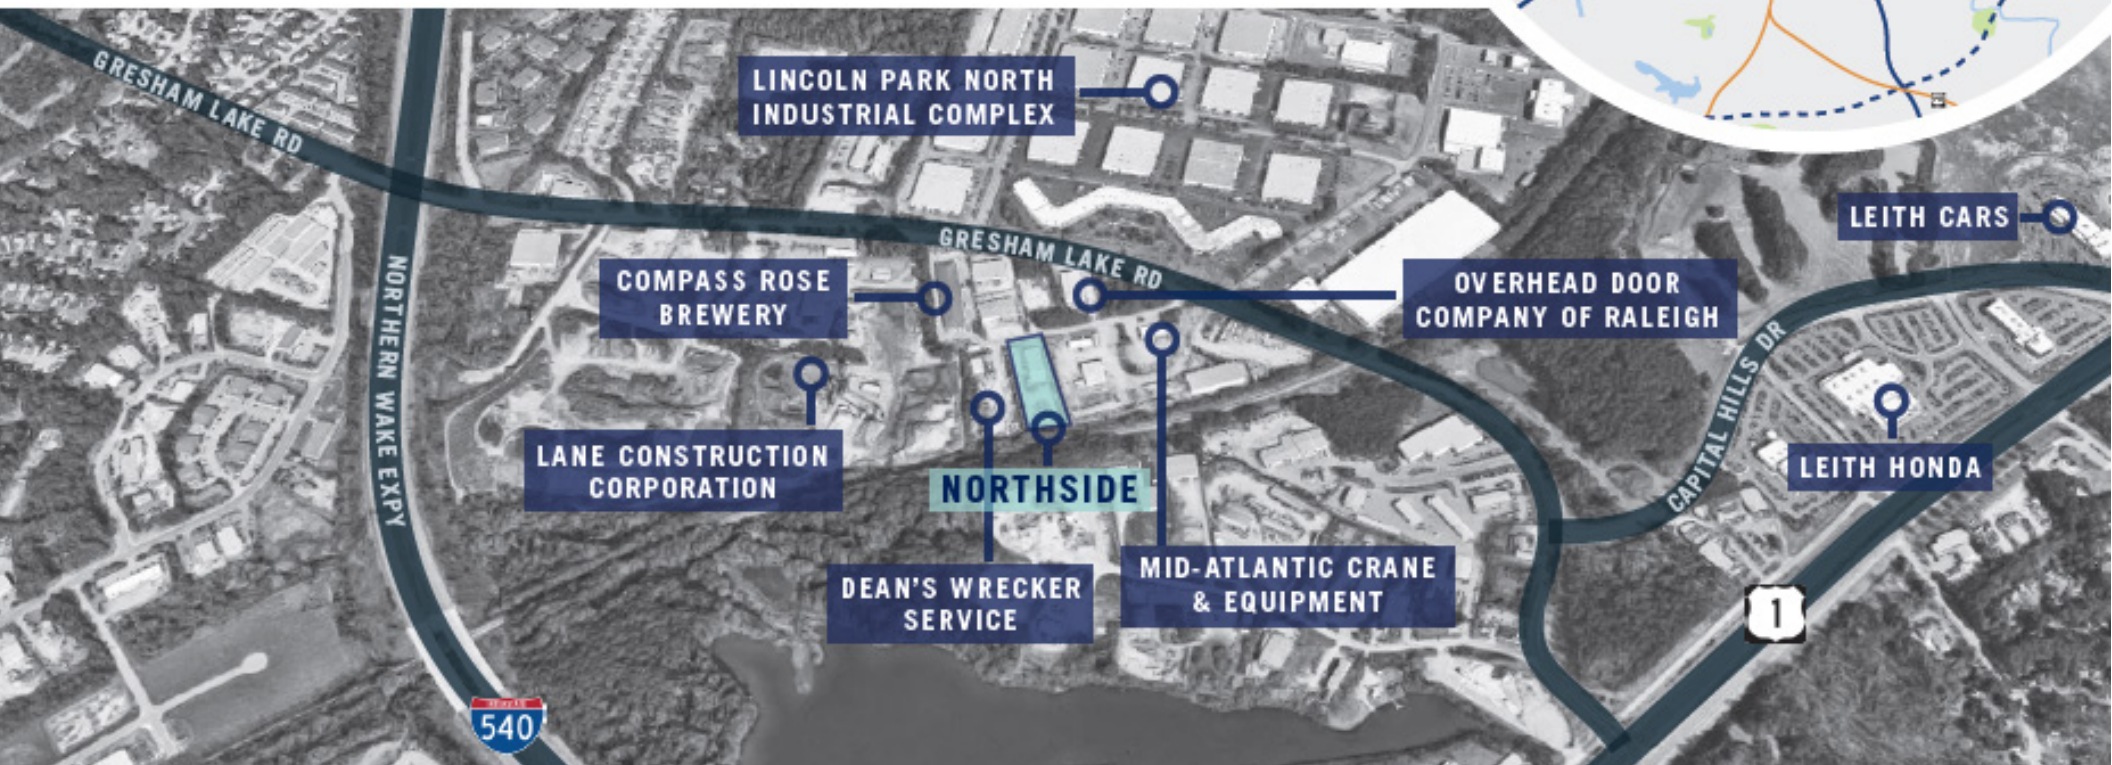 GRESHAM LAKE RD
LINCOLN PARK NORTH
INDUSTRIAL COMPLEX
LEITH CARS
GRESHAM LAKE RD
COMPASS ROSE
BREWERY
OVERHEAD DOOR
COMPANY OF RALEIGH
NORTHERN WAKE EXPY
CAPITAL HILLS DR
LANE CONSTRUCTION
CORPORATION
LEITH HONDA
NORTHSIDE
DEAN'S WRECKER
SERVICE
MID-ATLANTIC CRANE
& EQUIPMENT
1
540